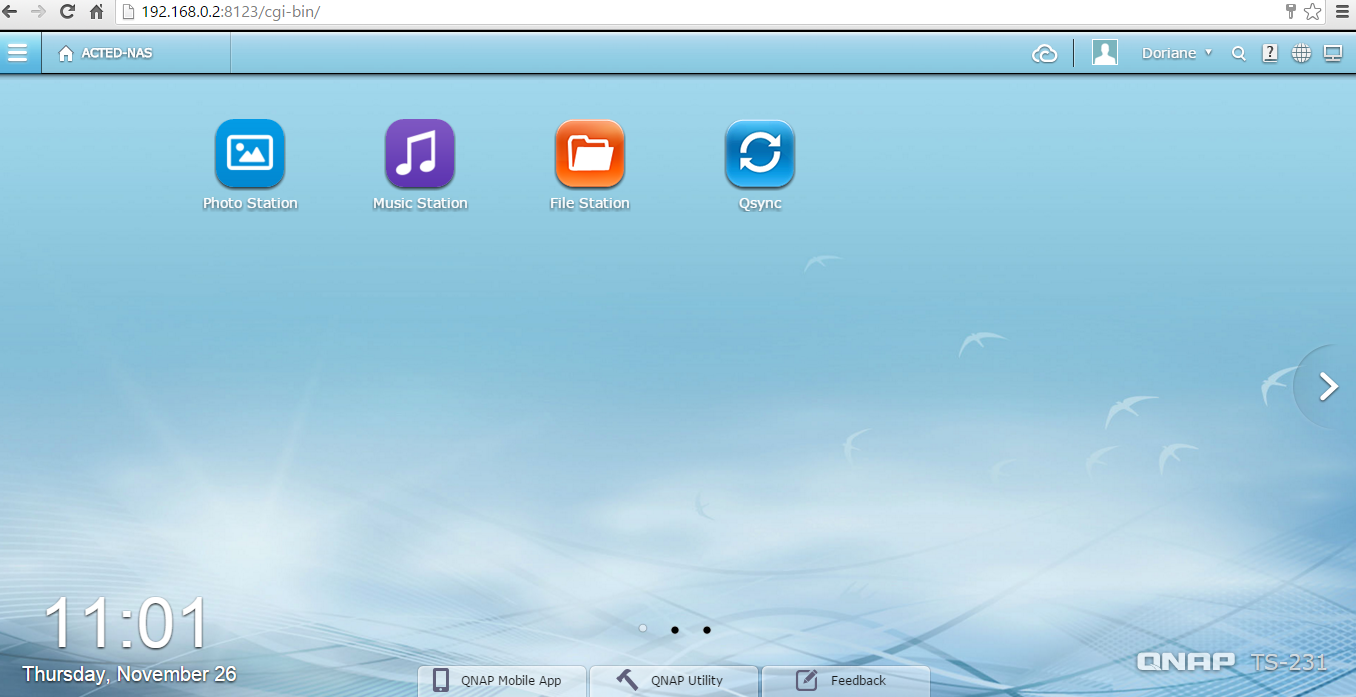 192.168.0.2:8123/cgi-bin/
ACTED-NAS
Doriane
?
Photo Station
Music Station
File Station
Qsync
11:01
Thursday, November 26
QNAP Mobile App
QNAP Utility
Feedback
QNAP TS-231